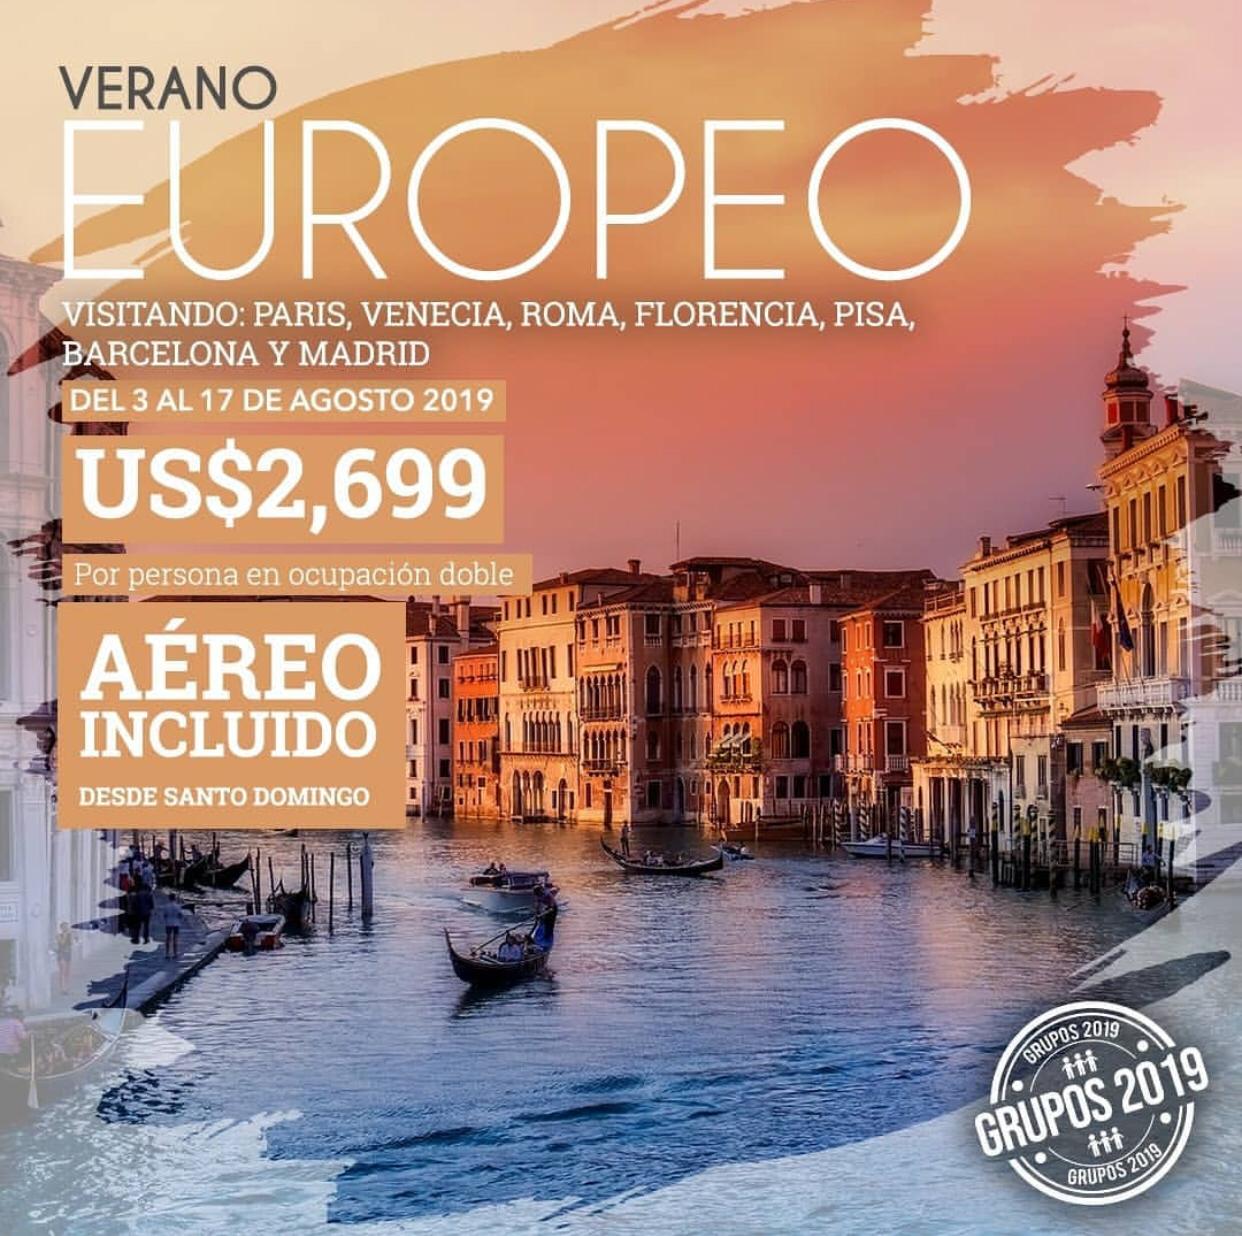 VERANO
EUROPEO
VISITANDO: PARIS, VENECIA, ROMA, FLORENCIA, PISA,
BARCELONA Y MADRID
DEL 3 AL 17 DE AGOSTO 2019
US$2,699
Por persona en ocupación doble
AÉREO
INCLUIDO
DESDE SANTO DOMINGO
GRUPOS 2019
GRUPOS 2019
GRUPOS 2019